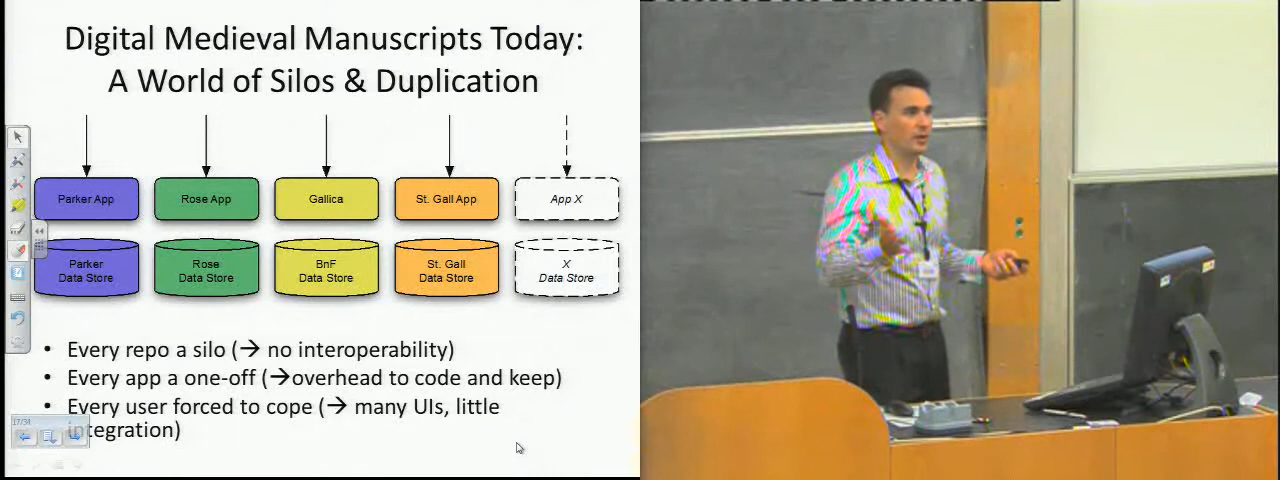 Digital Medieval Manuscripts Today:
A World of Silos & Duplication
Parker App
Rose App
Gallica
St. Gall App
App X
Parker
Data Store
Rose
Data Store
BnF
Data Store
St. Gall
Data Store
X
Data Store
• Every repo a silo (→ no interoperability)
• Every app a one-off (→overhead to code and keep)
• Every user forced to cope (→ many UIs, little
integration)
17/34